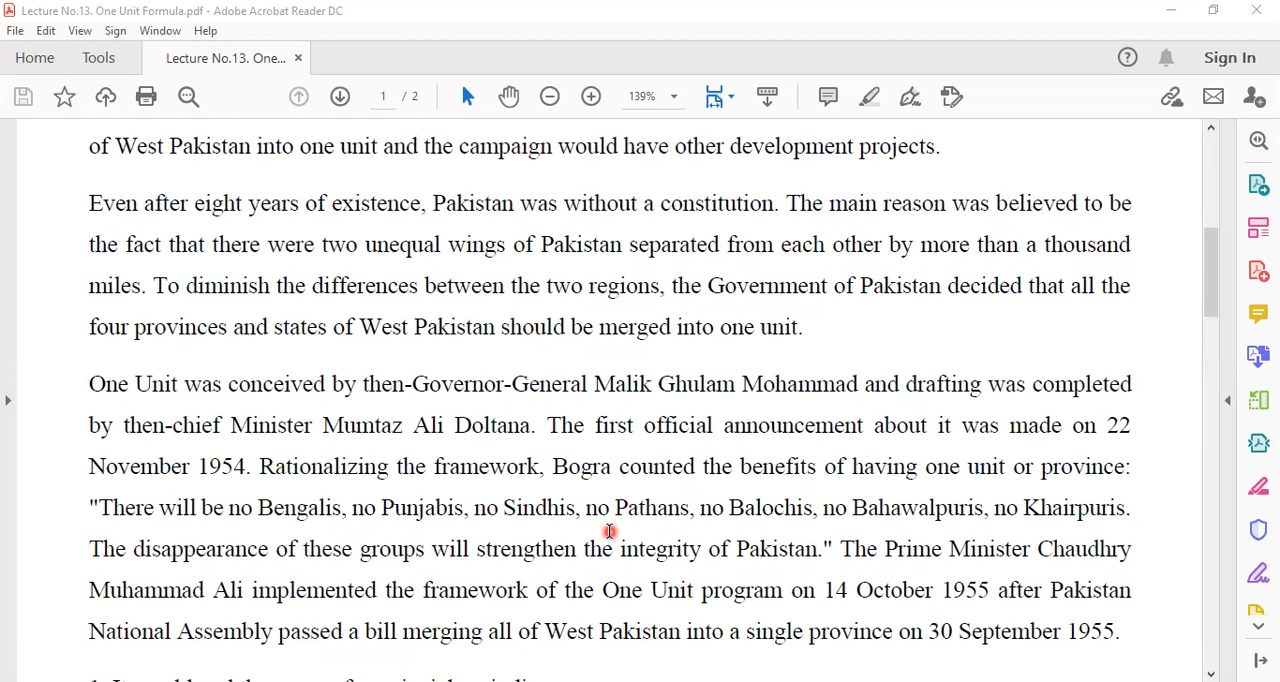 Lecture No.13. One Unit Formula.pdf - Adobe Acrobat Reader DC
File Edit View Sign Window Help
Home Tools Lecture No.13. One... × Sign In
1 / 2 139%
of West Pakistan into one unit and the campaign would have other development projects.
Even after eight years of existence, Pakistan was without a constitution. The main reason was believed to be
the fact that there were two unequal wings of Pakistan separated from each other by more than a thousand
miles. To diminish the differences between the two regions, the Government of Pakistan decided that all the
four provinces and states of West Pakistan should be merged into one unit.
One Unit was conceived by then-Governor-General Malik Ghulam Mohammad and drafting was completed
by then-chief Minister Mumtaz Ali Doltana. The first official announcement about it was made on 22
November 1954. Rationalizing the framework, Bogra counted the benefits of having one unit or province:
"There will be no Bengalis, no Punjabis, no Sindhis, no Pathans, no Balochis, no Bahawalpuris, no Khairpuris.
The disappearance of these groups will strengthen the integrity of Pakistan." The Prime Minister Chaudhry
Muhammad Ali implemented the framework of the One Unit program on 14 October 1955 after Pakistan
National Assembly passed a bill merging all of West Pakistan into a single province on 30 September 1955.